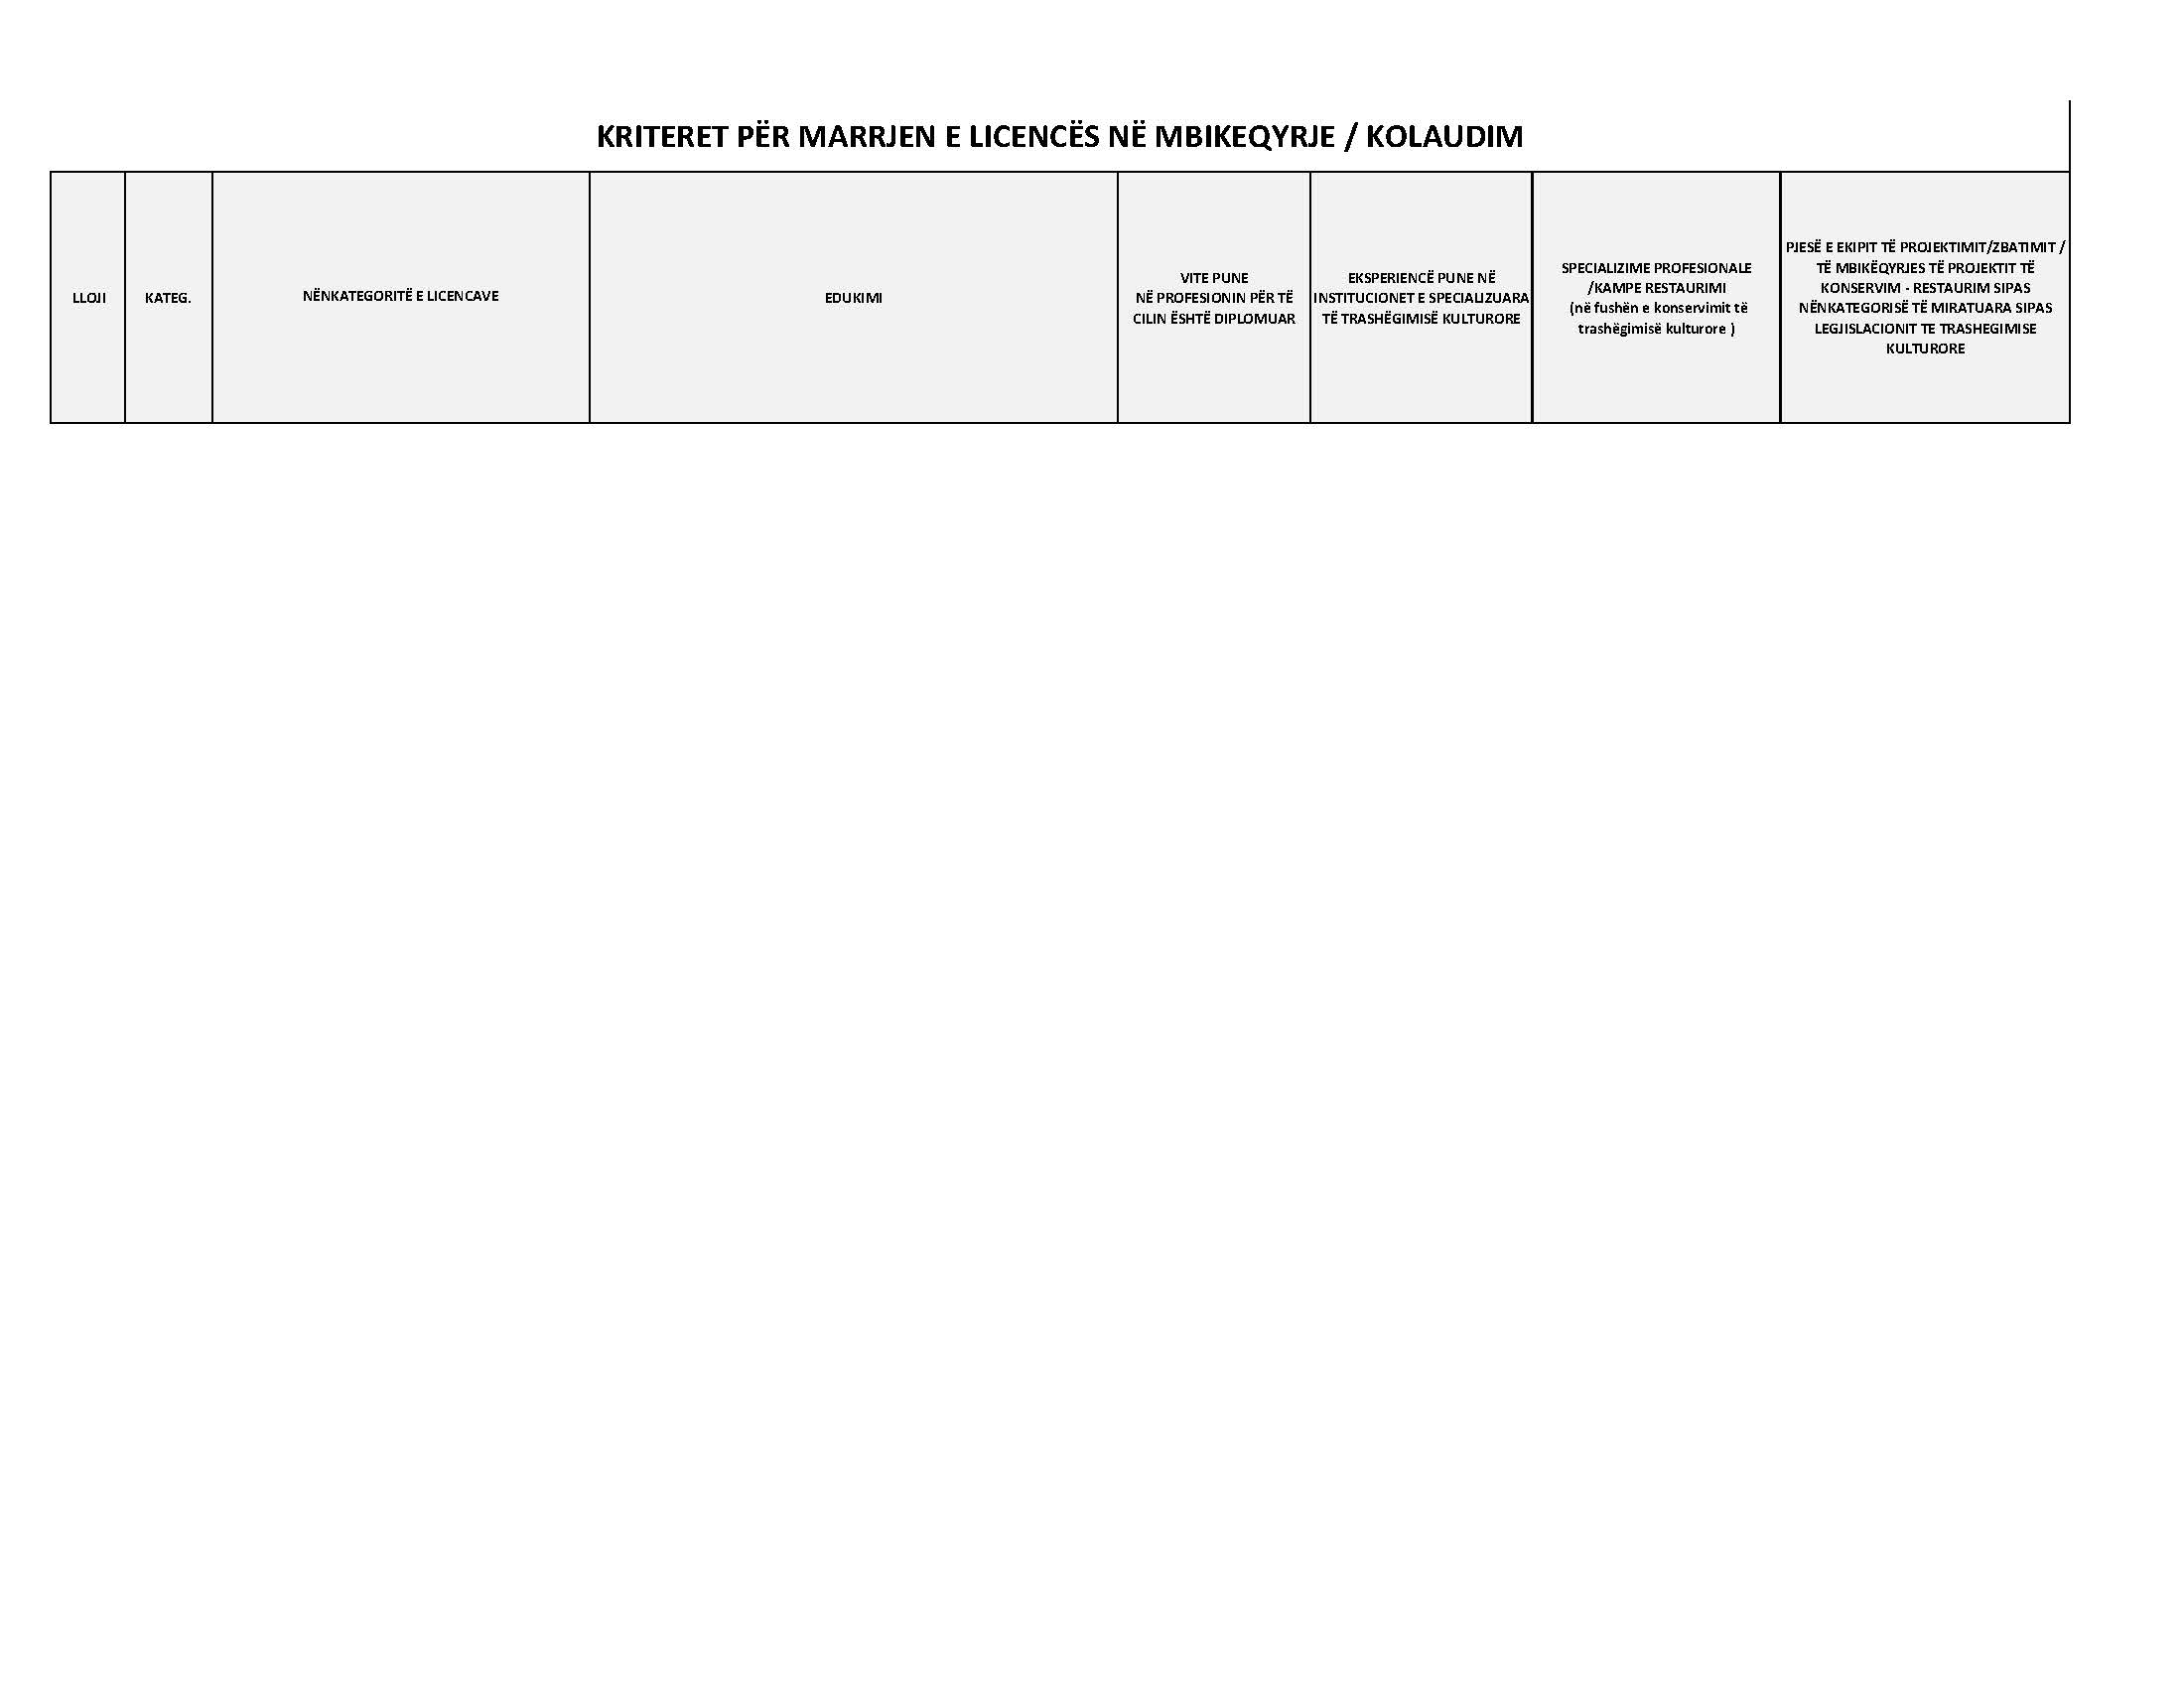 KRITERET PËR MARRJEN E LICENCËS NË MBIKEQYRJE / KOLAUDIM
LLOJI
KATEG.
NËNKATEGORITË E LICENCAVE
EDUKIMI
VITE PUNE
NË PROFESIONIN PËR TË
CILIN ËSHTË DIPLOMUAR
EKSPERIENCË PUNE NË
INSTITUCIONET E SPECIALIZUARA
TË TRASHËGIMISË KULTURORE
SPECIALIZIME PROFESIONALE
/KAMPE RESTAURIMI
(në fushën e konservimit të
trashëgimisë kulturore )
PJESË E EKIPIT TË PROJEKTIMIT/ZBATIMIT /
TË MBIKËQYRJES TË PROJEKTIT TË
KONSERVIM - RESTAURIM SIPAS
NËNKATEGORISË TË MIRATUARA SIPAS
LEGJISLACIONIT TE TRASHEGIMISE
KULTURORE